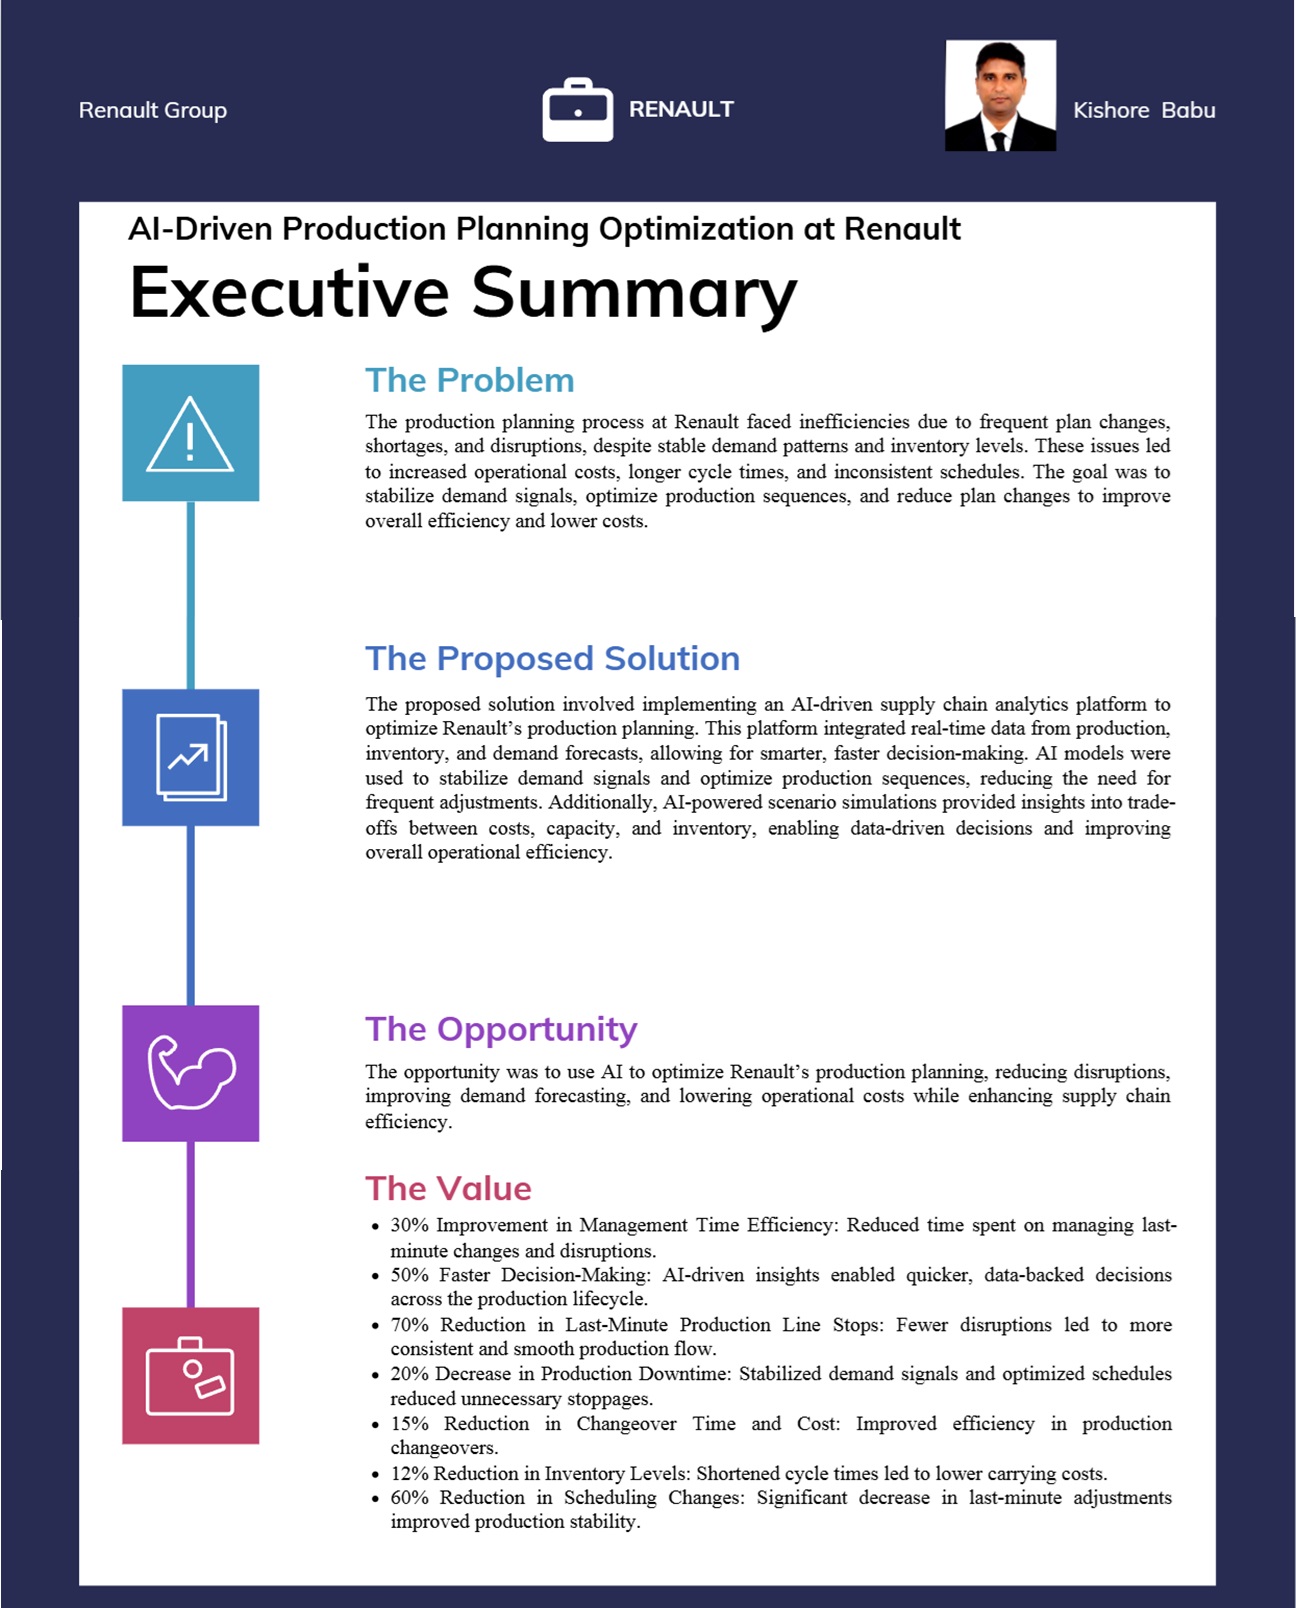 Renault Group
RENAULT
Kishore Babu
AI-Driven Production Planning Optimization at Renault
Executive Summary
The Problem
The production planning process at Renault faced inefficiencies due to frequent plan changes,
shortages, and disruptions, despite stable demand patterns and inventory levels. These issues led
to increased operational costs, longer cycle times, and inconsistent schedules. The goal was to
stabilize demand signals, optimize production sequences, and reduce plan changes to improve
overall efficiency and lower costs.
The Proposed Solution
The proposed solution involved implementing an AI-driven supply chain analytics platform to
optimize Renault’s production planning. This platform integrated real-time data from production,
inventory, and demand forecasts, allowing for smarter, faster decision-making. AI models were
used to stabilize demand signals and optimize production sequences, reducing the need for
frequent adjustments. Additionally, AI-powered scenario simulations provided insights into trade-
offs between costs, capacity, and inventory, enabling data-driven decisions and improving
overall operational efficiency.
The Opportunity
The opportunity was to use AI to optimize Renault’s production planning, reducing disruptions,
improving demand forecasting, and lowering operational costs while enhancing supply chain
efficiency.
The Value
• 30% Improvement in Management Time Efficiency: Reduced time spent on managing last-
minute changes and disruptions.
• 50% Faster Decision-Making: AI-driven insights enabled quicker, data-backed decisions
across the production lifecycle.
• 70% Reduction in Last-Minute Production Line Stops: Fewer disruptions led to more
consistent and smooth production flow.
• 20% Decrease in Production Downtime: Stabilized demand signals and optimized schedules
reduced unnecessary stoppages.
• 15% Reduction in Changeover Time and Cost: Improved efficiency in production
changeovers.
• 12% Reduction in Inventory Levels: Shortened cycle times led to lower carrying costs.
• 60% Reduction in Scheduling Changes: Significant decrease in last-minute adjustments
improved production stability.